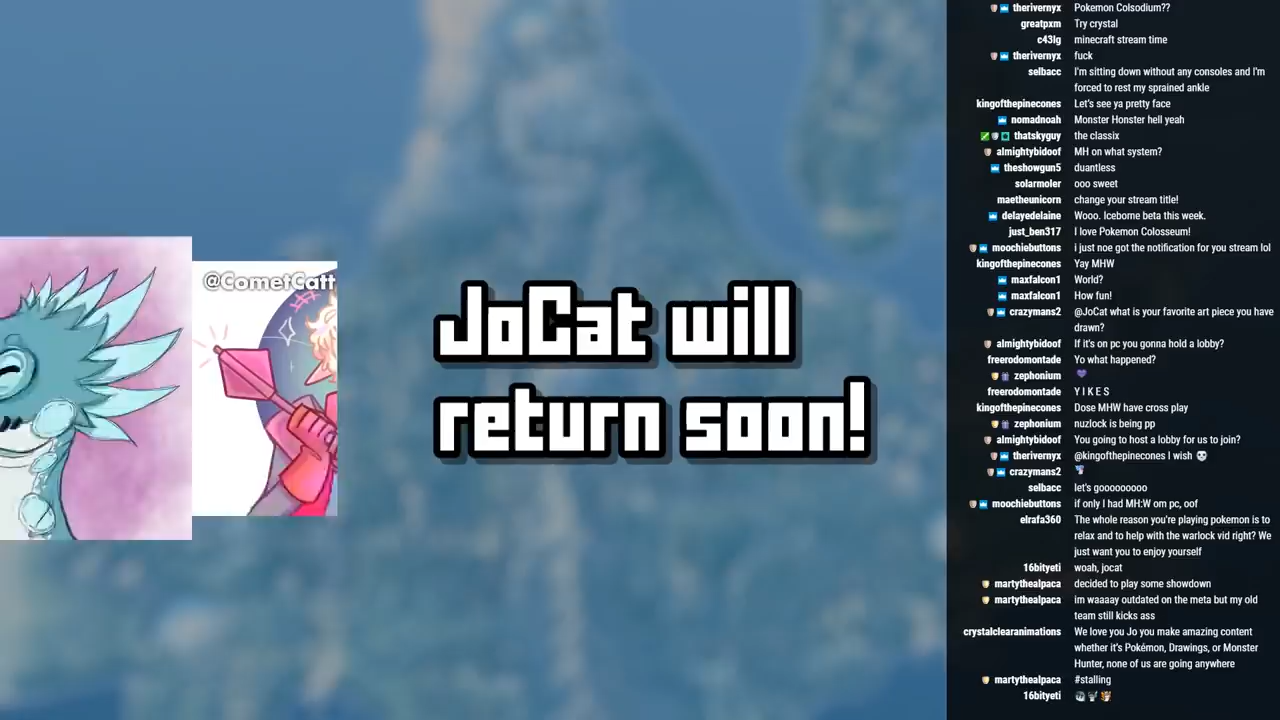 @CometCatt
JoCat will
return soon!
therivernyx Pokemon Colsodium??
greatpxm Try crystal
c43lg minecraft stream time
therivernyx fuck
selbacc I'm sitting down without any consoles and I'm
forced to rest my sprained ankle
kingofthepinecones Let's see ya pretty face
nomadnoah Monster Honster hell yeah
thatskyguy the classix
almightybidoof MH on what system?
theshowgun5 duantless
solarmoler ooo sweet
maetheunicorn change your stream title!
delayedelaine Wooo. Iceborne beta this week.
just_ben317 I love Pokemon Colosseum!
moochiebuttons i just noe got the notification for you stream lol
kingofthepinecones Yay MHW
maxfalcon1 World?
maxfalcon1 How fun!
crazymans2 @JoCat what is your favorite art piece you have
drawn?
almightybidoof If it's on pc you gonna hold a lobby?
freerodomontade Yo what happened?
zephonium
freerodomontade Y I K E S
kingofthepinecones Dose MHW have cross play
zephonium nuzlock is being pp
almightybidoof You going to host a lobby for us to join?
therivernyx @kingofthepinecones I wish
crazymans2
selbacc let's gooooooooo
moochiebuttons if only I had MH:W om pc, oof
elrafa360 The whole reason you're playing pokemon is to
relax and to help with the warlock vid right? We
just want you to enjoy yourself
16bityeti woah, jocat
martythealpaca decided to play some showdown
martythealpaca im waaaay outdated on the meta but my old
team still kicks ass
crystalclearanimations We love you Jo you make amazing content
whether it's Pokémon, Drawings, or Monster
Hunter, none of us are going anywhere
martythealpaca #stalling
16bityeti